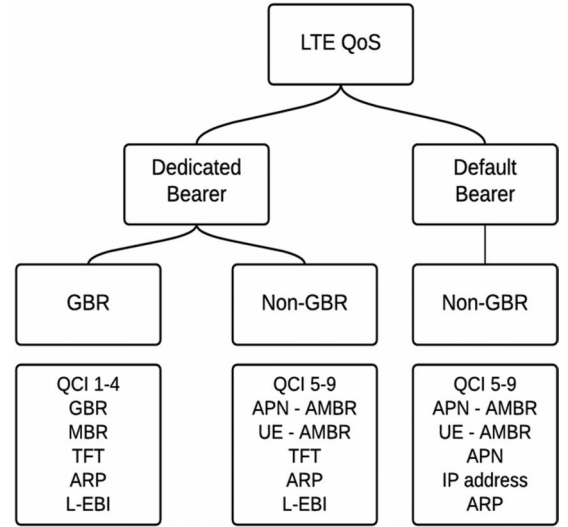 LTE QoS
Dedicated
Bearer
Default
Bearer
GBR
Non-GBR
Non-GBR
QCI 1-4
GBR
MBR
TFT
ARP
L-EBI
QCI 5-9
APN - AMBR
UE - AMBR
TFT
ARP
L-EBI
QCI 5-9
APN - AMBR
UE - AMBR
APN
IP address
ARP